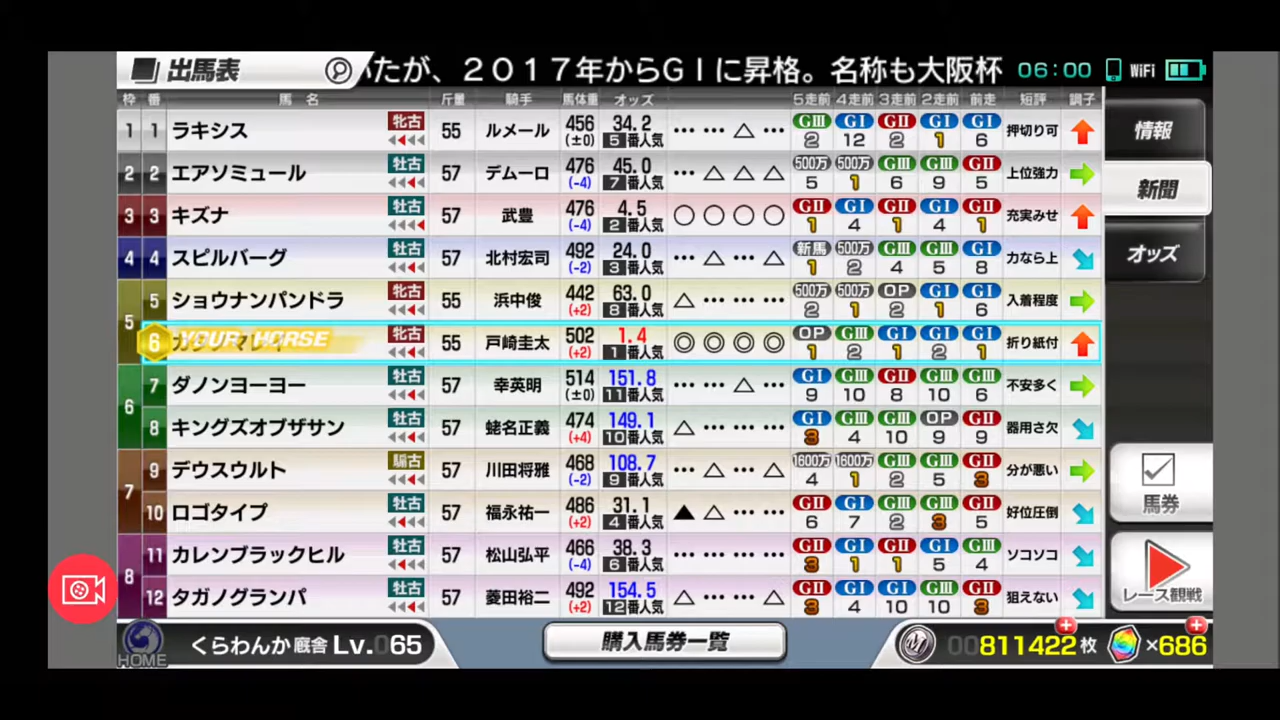 出馬表 いたが、2017年からGⅠに昇格。名称も大阪杯 06:00 WiFi
枠 番 馬 名 斤量 騎手 馬体重 オッズ 5走前 4走前 3走前 2走前 前走 短評 調子
1 1 ラキシス 牝古 55 ルメール 456 (±0) 34.2 5番人気 … … △ … GⅢ 2 GⅠ 12 GⅡ 2 GⅠ 1 GⅠ 6 押切り可
2 2 エアソミュール 牡古 57 デムーロ 476 (-4) 45.0 7番人気 … △ △ △ 500万 5 500万 1 GⅢ 6 GⅢ 9 GⅡ 5 上位強力
3 3 キズナ 牡古 57 武豊 476 (-4) 4.5 2番人気 ○ ○ ○ ○ GⅡ 1 GⅠ 4 GⅡ 1 GⅠ 4 GⅡ 1 充実みせ
4 4 スピルバーグ 牡古 57 北村宏司 492 (-2) 24.0 3番人気 … △ … △ 新馬 1 500万 2 GⅢ 4 GⅢ 5 GⅠ 8 力なら上
5 5 ショウナンパンドラ 牝古 55 浜中俊 442 (+2) 63.0 8番人気 △ … … … 500万 2 500万 1 OP 2 GⅠ 1 GⅠ 6 入着程度
6 YOUR HORSE 牝古 55 戸崎圭太 502 (+2) 1.4 1番人気 ◎ ◎ ◎ ◎ OP 1 GⅢ 2 GⅠ 1 GⅠ 2 GⅠ 1 折り紙付
6 7 ダノンヨーヨー 牡古 57 幸英明 514 (±0) 151.8 11番人気 … … △ … GⅠ 9 GⅢ 10 GⅡ 8 GⅢ 10 GⅢ 6 不安多く
8 キングズオブザサン 牡古 57 蛯名正義 474 (+4) 149.1 10番人気 △ … … … GⅠ 3 GⅢ 4 GⅢ 10 OP 9 GⅡ 9 器用さ欠
7 9 デウスウルト 騸古 57 川田将雅 468 (-2) 108.7 9番人気 … △ … △ 1600万 4 1600万 1 GⅢ 2 GⅢ 5 GⅡ 3 分が悪い
10 ロゴタイプ 牡古 57 福永祐一 486 (+2) 31.1 4番人気 ▲ △ … … GⅡ 6 GⅠ 7 GⅢ 2 GⅢ 3 GⅡ 5 好位圧倒
8 11 カレンブラックヒル 牡古 57 松山弘平 466 (-4) 38.3 6番人気 … … … … GⅡ 3 GⅠ 1 GⅡ 1 GⅠ 5 GⅢ 4 ソコソコ
12 タガノグランパ 牡古 57 菱田裕二 492 (+2) 154.5 12番人気 △ … … △ GⅡ 3 GⅠ 4 GⅠ 10 GⅢ 10 GⅡ 3 狙えない
情報
新聞
オッズ
馬券
レース観戦
HOME くらわんか厩舎 Lv.065 購入馬券一覧 M 00811422枚 ×686